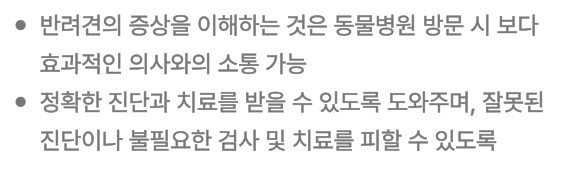 • 반려견의 증상을 이해하는 것은 동물병원 방문 시 보다
효과적인 의사와의 소통 가능
• 정확한 진단과 치료를 받을 수 있도록 도와주며, 잘못된
진단이나 불필요한 검사 및 치료를 피할 수 있도록